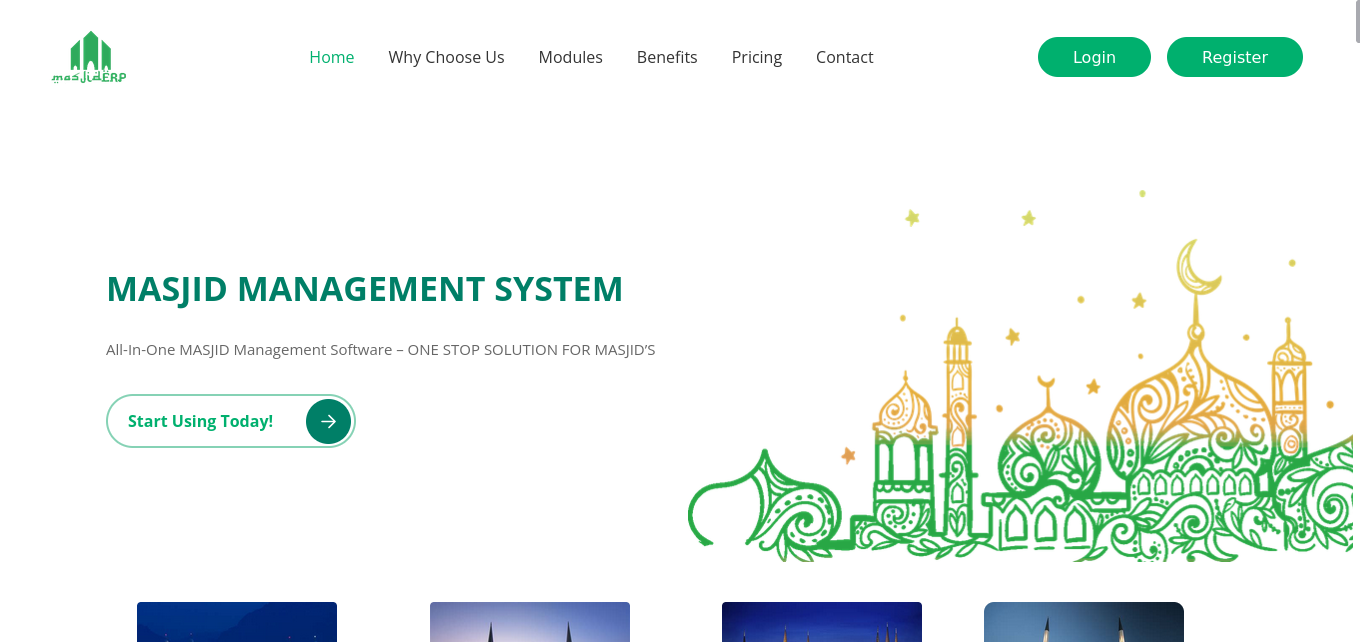 masjidERP
Home Why Choose Us Modules Benefits Pricing Contact Login Register
MASJID MANAGEMENT SYSTEM
All-In-One MASJID Management Software – ONE STOP SOLUTION FOR MASJID’S
Start Using Today!